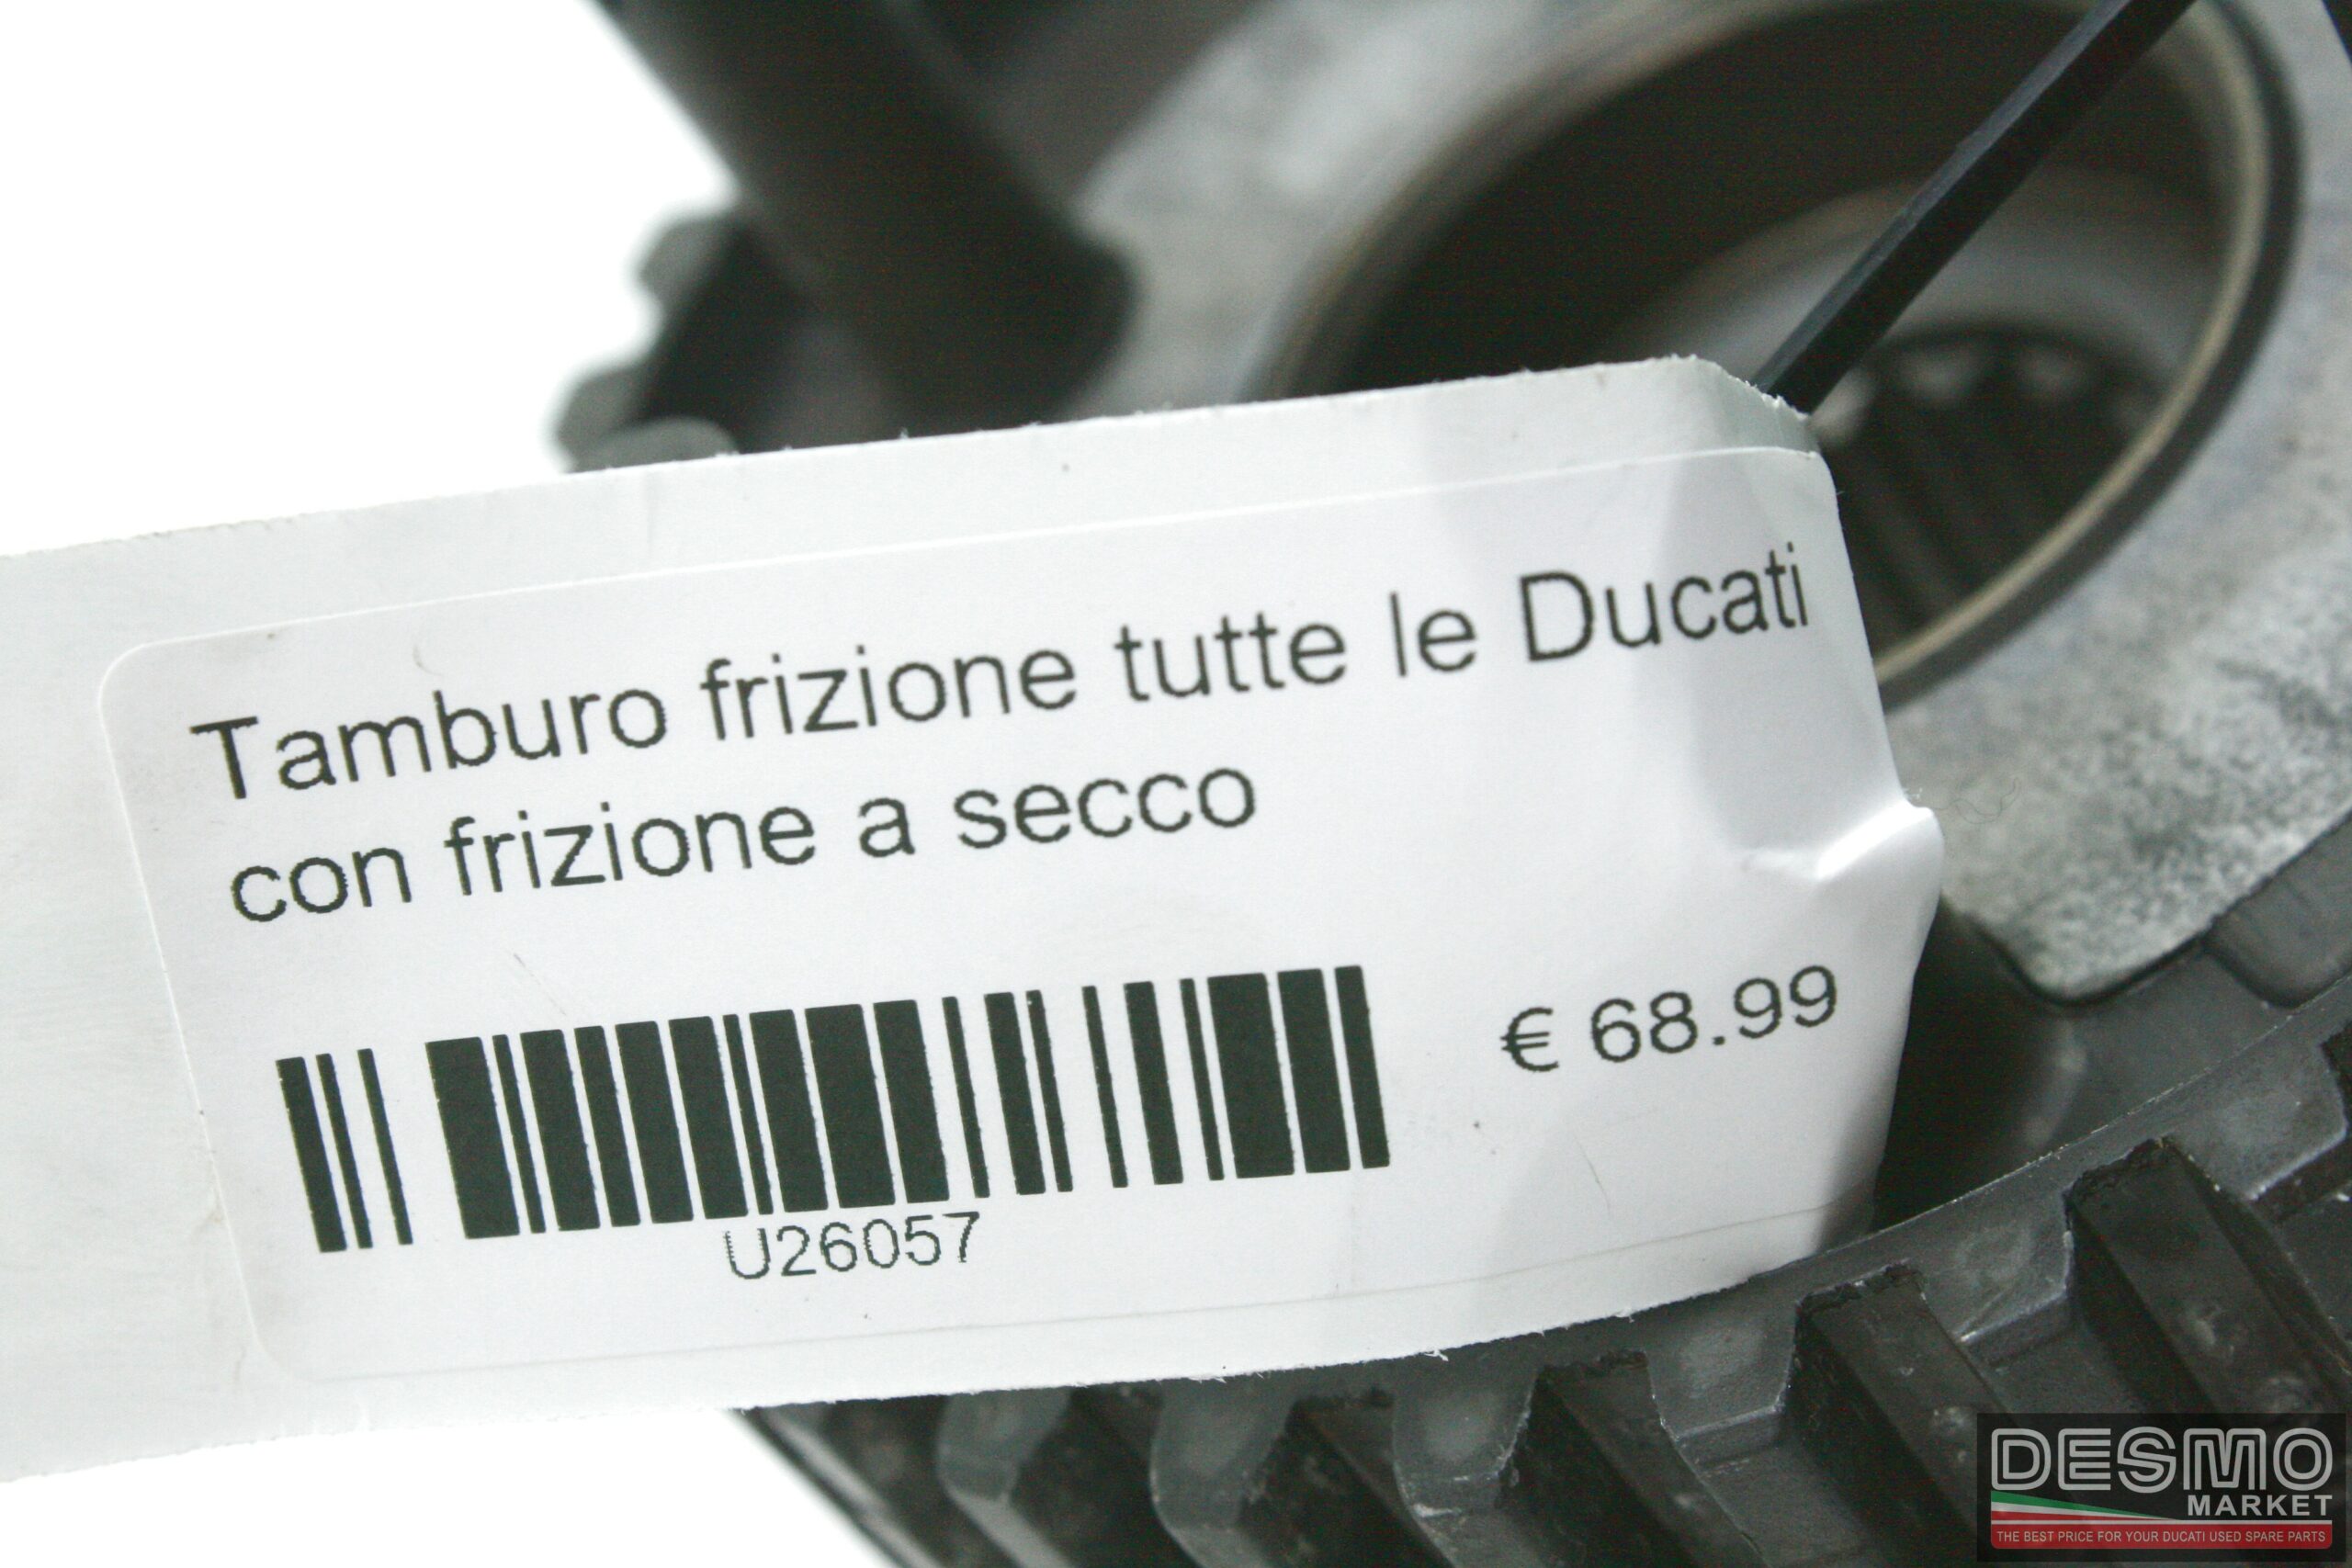 Tamburo frizione tutte le Ducati
con frizione a secco
€ 68.99
U26057
DESMO
MARKET
THE BEST PRICE FOR YOUR DUCATI USED SPARE PARTS